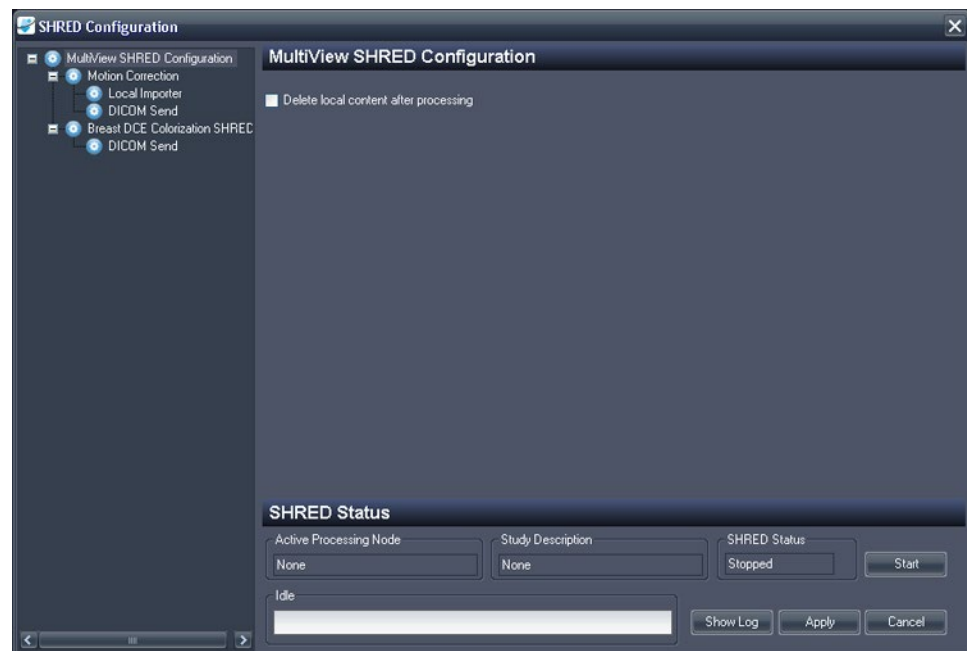 SHRED Configuration
MultiView SHRED Configuration
Motion Correction
Local Importer
DICOM Send
Breast DCE Colorization SHRED
DICOM Send
MultiView SHRED Configuration
Delete local content after processing
SHRED Status
Active Processing Node
None
Study Description
None
SHRED Status
Stopped
Start
Idle
Show Log
Apply
Cancel